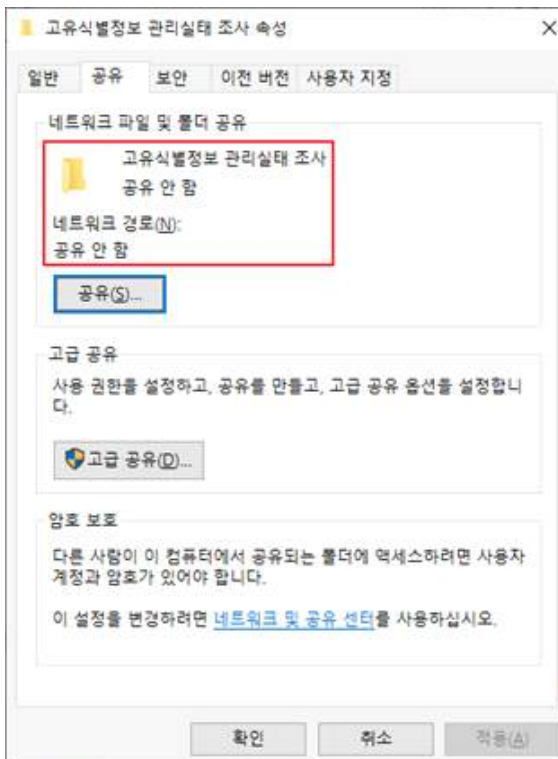 고유식별정보 관리실태 조사 속성
일반 공유 보안 이전 버전 사용자 지정
네트워크 파일 및 폴더 공유
고유식별정보 관리실태 조사
공유 안 함
네트워크 경로(N):
공유 안 함
공유(S)...
고급 공유
사용 권한을 설정하고, 공유를 만들고, 고급 공유 옵션을 설정합니
다.
고급 공유(D)...
암호 보호
다른 사람이 이 컴퓨터에서 공유되는 폴더에 액세스하려면 사용자
계정과 암호가 있어야 합니다.
이 설정을 변경하려면 네트워크 및 공유 센터를 사용하십시오.
확인 취소 적용(A)